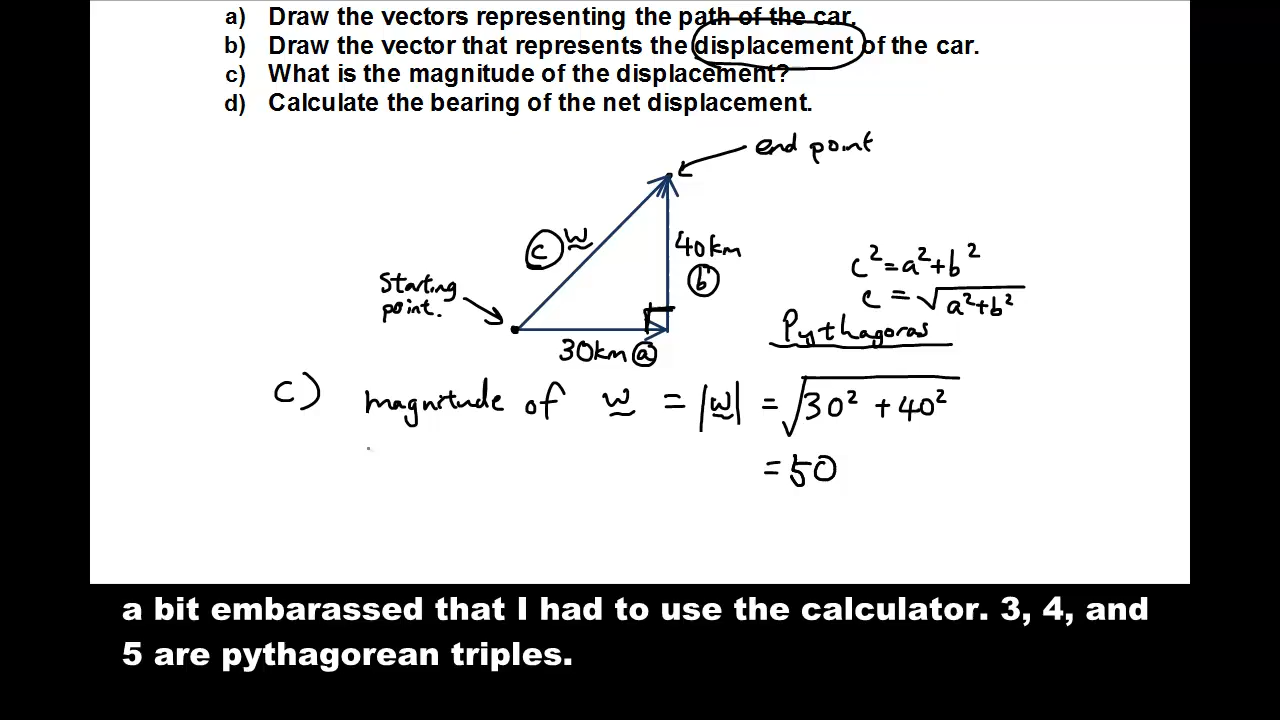 a) Draw the vectors representing the path of the car.
b) Draw the vector that represents the displacement of the car.
c) What is the magnitude of the displacement?
d) Calculate the bearing of the net displacement.
end point
c w
40km
b
c²=a²+b²
c = √a²+b²
Starting
point.
Pythagoras
30km a
c) magnitude of w = |w| = √30² + 40²
= 50
a bit embarassed that I had to use the calculator. 3, 4, and
5 are pythagorean triples.